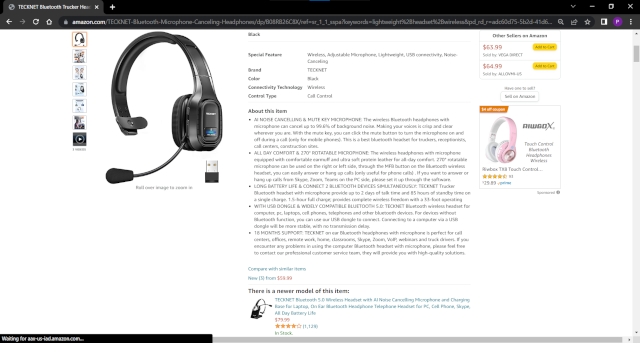 TECKNET Bluetooth Trucker He
amazon.com/TECKNET-Bluetooth-Microphone-Canceling-Headphones/dp/B08RB26C8X/ref=sr_1_1_sspa?keywords=lightweight%2Bheadset%2Bwireless&pd_rd_r=adc60d75-5b2d-41d6...
Black
Special Feature Wireless, Adjustable Microphone, Lightweight, USB connectivity, Noise-
Canceling
Brand TECKNET
Color Black
Connectivity Technology Wireless
Control Type Call Control
About this item
AI NOISE CANCELLING & MUTE KEY MICROPHONE: The wireless Bluetooth Headphones with
microphone can cancel up to 99.6% of background noise. Making your voices is crisp and clear
wherever you are. With the mute key, you can click the mute button to turn the microphone on and
off during a call (only for mobile phones). This is a best bluetooth headset for truckers, receptionists,
call centers, construction sites.
ALL DAY COMFORT & 270° ROTATABLE MICROPHONE: The wireless headphones with microphone
equipped with comfortable earmuff and ultra-soft protein leather for all-day comfort. 270° rotatable
microphone can be used on the right or left side, through the MFB button on the Bluetooth wireless
headset, you can easily answer or hang up calls (only useful for phone calls) . If you want to answer or
hang up calls from Skype, Zoom, Teams on the PC side, please set it up through the software
LONG BATTERY LIFE & CONNECT 2 BLUETOOTH DEVICES SIMULTANEOUSLY: TECKNET Trucker
Bluetooth headset with microphone provide up to 2 days of talk time and 85 hours of standby time on
a single charge. 1.5-hour full charge; provides complete wireless freedom with a 33-foot operating
WITH USB DONGLE & WIDELY COMPATIBLE BLUETOOTH 5.0: TECKNET Bluetooth wireless headset for
computer, pc, laptop, cell phones, telephones and other bluetooth devices. For devices without
Bluetooth function, you can use our USB dongle to connect. Connecting to a computer via a USB
dongle will be more stable, with no transmission delay.
18 MONTHS SUPPORT: TECKNET on ear Bluetooth headphones with microphone is perfect for call
centers, offices, remote work, home, classrooms, Skype, Zoom, VoIP, webinars and truck drivers. If you
encounter any problems in using the computer Bluetooth headset with microphone, please feel free
to contact our professional customer service team, they will provide you with high-quality solutions.
Compare with similar items
New (3) from $59.99
There is a newer model of this item:
TECKNET Bluetooth 5.0 Wireless Headset with AI Noise Cancelling Microphone and Charging
Base for Laptop, On Ear Bluetooth Headphone Telephone Headset for PC, Cell Phone, Skype,
All Day Battery Life
$79.99
(1,129)
In Stock.
Roll over image to zoom in
Other Sellers on Amazon
$63.99 Add to Cart
Sold by: VEGA DIRECT
$64.99 Add to Cart
Have one to sell?
Sell on Amazon
$4 off coupon
Touch Control
Bluetooth
Headphones
Wireless
Riwbox TX8 Touch Control...
Sponsored
Waiting for aax-us-iad.amazon.com...